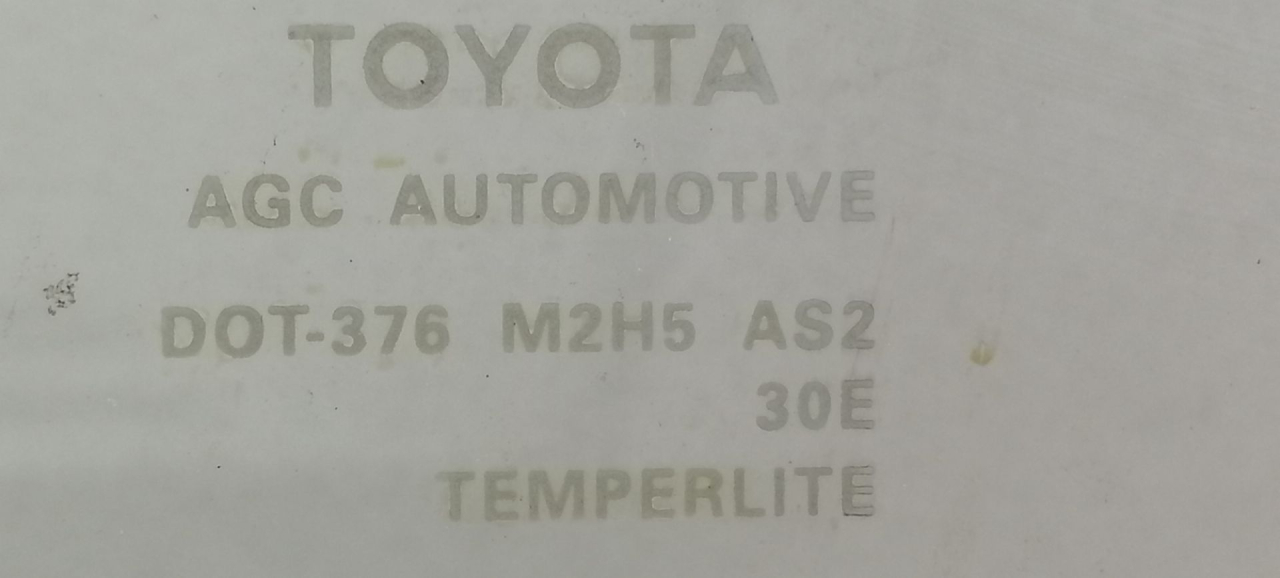 TOYOTA
AGC AUTOMOTIVE
DOT-376 M2H5 AS2
30E
TEMPERLITE